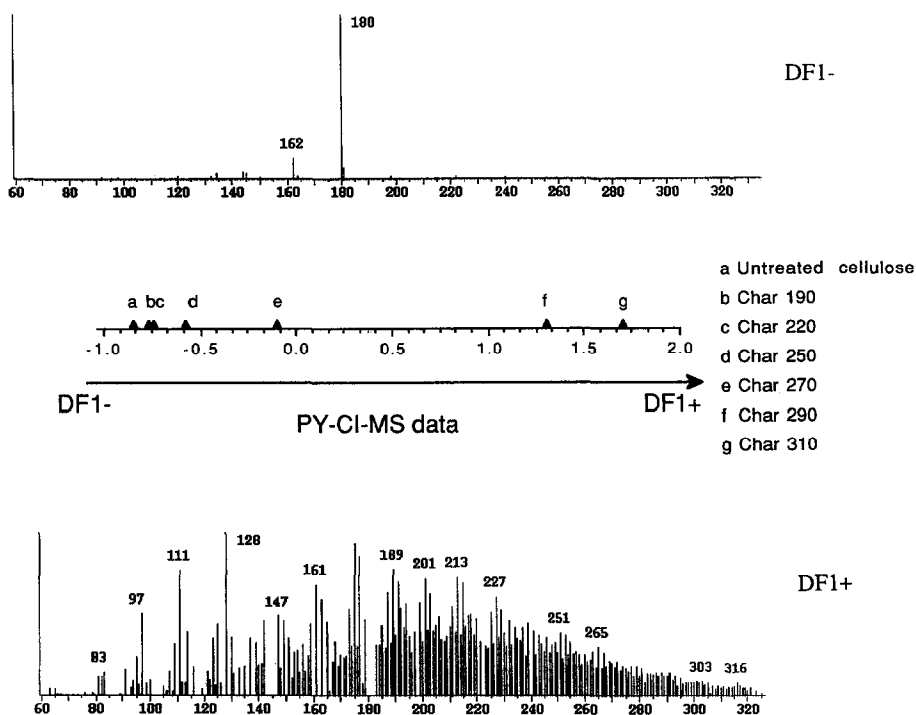 180
DF1-
162
60 80 100 120 140 160 180 200 220 240 260 280 300 320
a Untreated cellulose
b Char 190
c Char 220
d Char 250
e Char 270
f Char 290
g Char 310
a bc d e f g
-1.0 -0.5 0.0 0.5 1.0 1.5 2.0
DF1- DF1+
PY-CI-MS data
128
DF1+
111 189 201 213
161
227
97 147
251
265
83
303 316
60 80 100 120 140 160 180 200 220 240 260 280 300 320